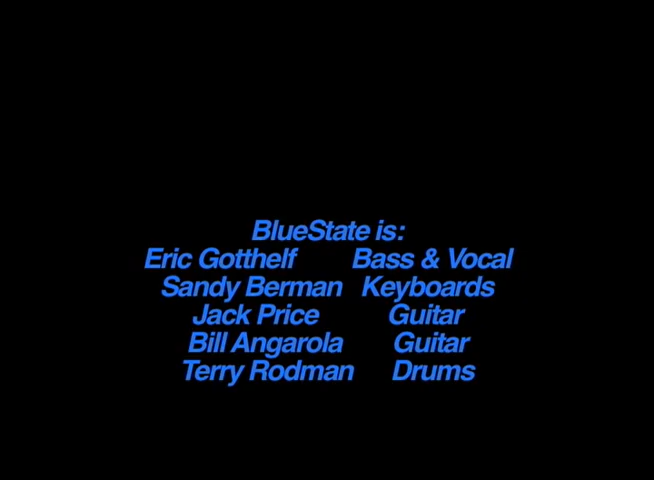 BlueState is:
Eric Gotthelf Bass & Vocal
Sandy Berman Keyboards
Jack Price Guitar
Bill Angarola Guitar
Terry Rodman Drums